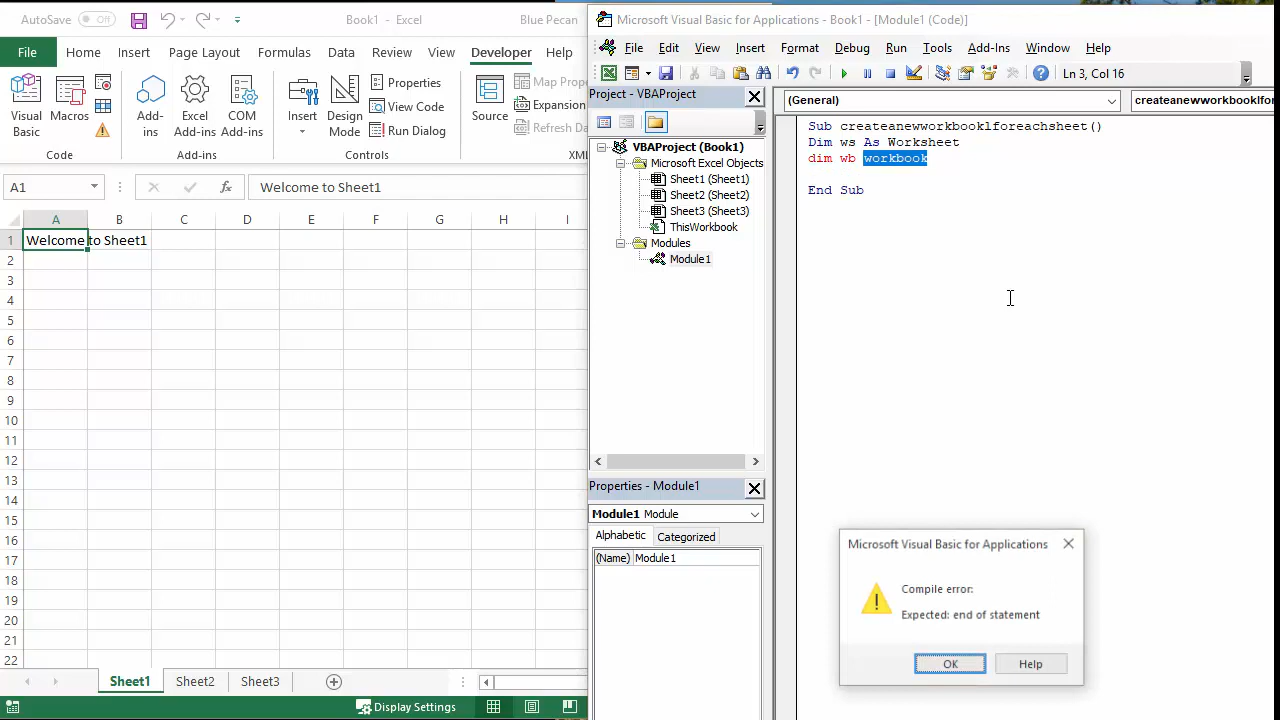 AutoSave Off Book1 - Excel Blue Pecan
File Home Insert Page Layout Formulas Data Review View Developer Help
Visual Basic
Macros
Code
Add-ins
Excel Add-ins
COM Add-ins
Add-ins
Insert
Design Mode
Properties
View Code
Run Dialog
Controls
Source
Map Prope
Expansion
Refresh Da
XML
A1 fx Welcome to Sheet1
A B C D E F G H I
1 Welcome to Sheet1
2
3
4
5
6
7
8
9
10
11
12
13
14
15
16
17
18
19
20
21
22
Sheet1 Sheet2 Sheet3
Display Settings
Microsoft Visual Basic for Applications - Book1 - [Module1 (Code)]
File Edit View Insert Format Debug Run Tools Add-Ins Window Help
Ln 3, Col 16
Project - VBAProject
VBAProject (Book1)
Microsoft Excel Objects
Sheet1 (Sheet1)
Sheet2 (Sheet2)
Sheet3 (Sheet3)
ThisWorkbook
Modules
Module1
Properties - Module1
Module1 Module
Alphabetic Categorized
(Name) Module1
(General) createanewworkbooklfor
Sub createanewworkbooklforeachsheet()
Dim ws As Worksheet
dim wb workbook
End Sub
Microsoft Visual Basic for Applications
Compile error:
Expected: end of statement
OK Help